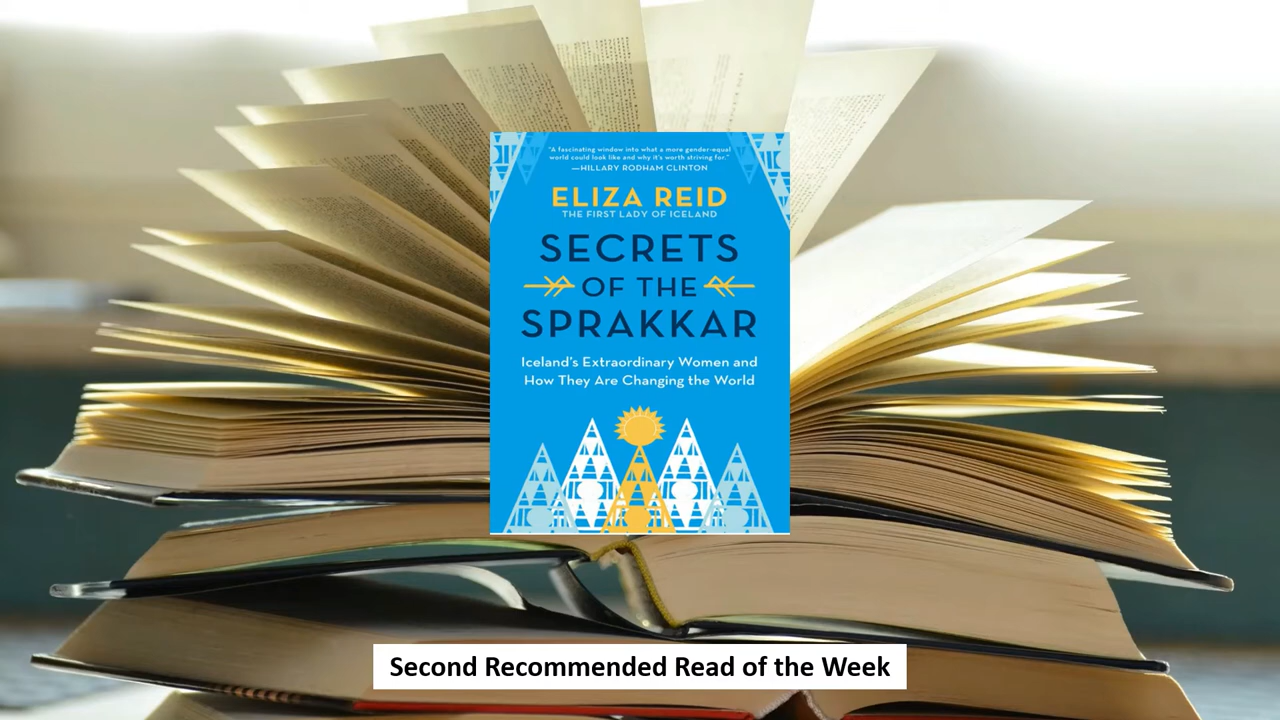 "A fascinating window into what a more gender-equal
world could look like and why it's worth striving for."
—HILLARY RODHAM CLINTON
ELIZA REID
THE FIRST LADY OF ICELAND
SECRETS
OF THE
SPRAKKAR
Iceland's Extraordinary Women and
How They Are Changing the World
Second Recommended Read of the Week